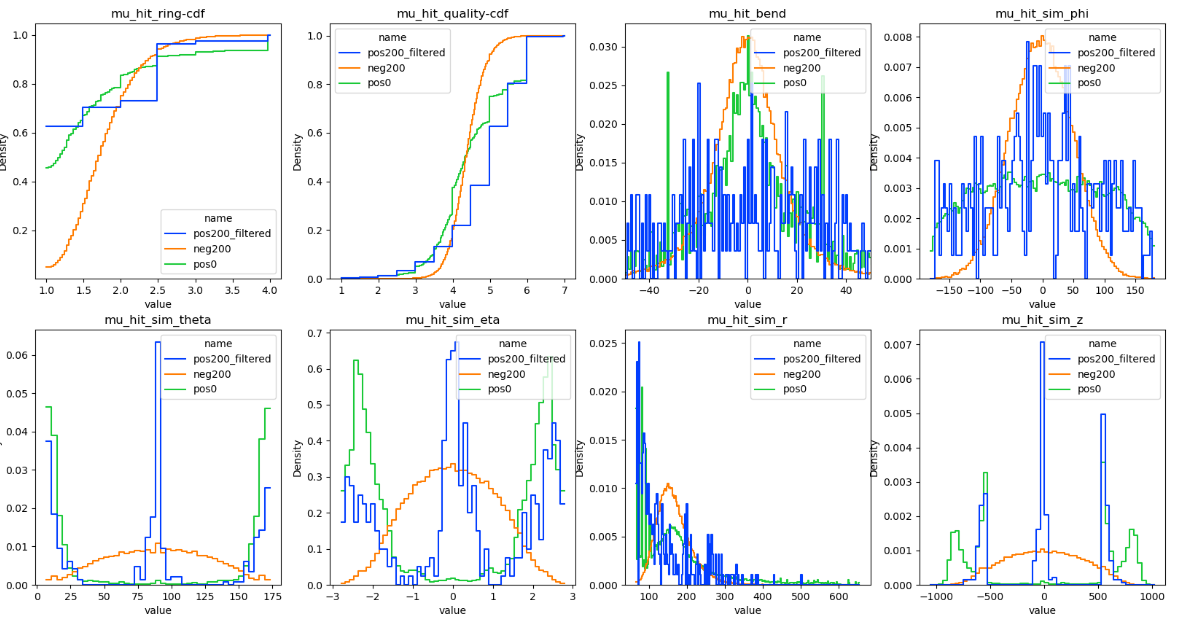 mu_hit_ring-cdf
1.0
0.8
0.6
0.4
0.2
Density
1.0 1.5 2.0 2.5 3.0 3.5 4.0
value
name
pos200_filtered
neg200
pos0
mu_hit_quality-cdf
1.0
0.8
0.6
0.4
0.2
0.0
Density
1 2 3 4 5 6 7
value
name
pos200_filtered
neg200
pos0
mu_hit_bend
0.030
0.025
0.020
0.015
0.010
0.005
0.000
Density
−40 −20 0 20 40
value
name
pos200_filtered
neg200
pos0
mu_hit_sim_phi
0.008
0.007
0.006
0.005
0.004
0.003
0.002
0.001
0.000
Density
−150 −100 −50 0 50 100 150
value
name
pos200_filtered
neg200
pos0
mu_hit_sim_theta
0.06
0.05
0.04
0.03
0.02
0.01
0.00
0 25 50 75 100 125 150 175
value
name
pos200_filtered
neg200
pos0
mu_hit_sim_eta
0.7
0.6
0.5
0.4
0.3
0.2
0.1
0.0
Density
−3 −2 −1 0 1 2 3
value
name
pos200_filtered
neg200
pos0
mu_hit_sim_r
0.025
0.020
0.015
0.010
0.005
0.000
Density
100 200 300 400 500 600
value
name
pos200_filtered
neg200
pos0
mu_hit_sim_z
0.007
0.006
0.005
0.004
0.003
0.002
0.001
0.000
Density
−1000 −500 0 500 1000
value
name
pos200_filtered
neg200
pos0